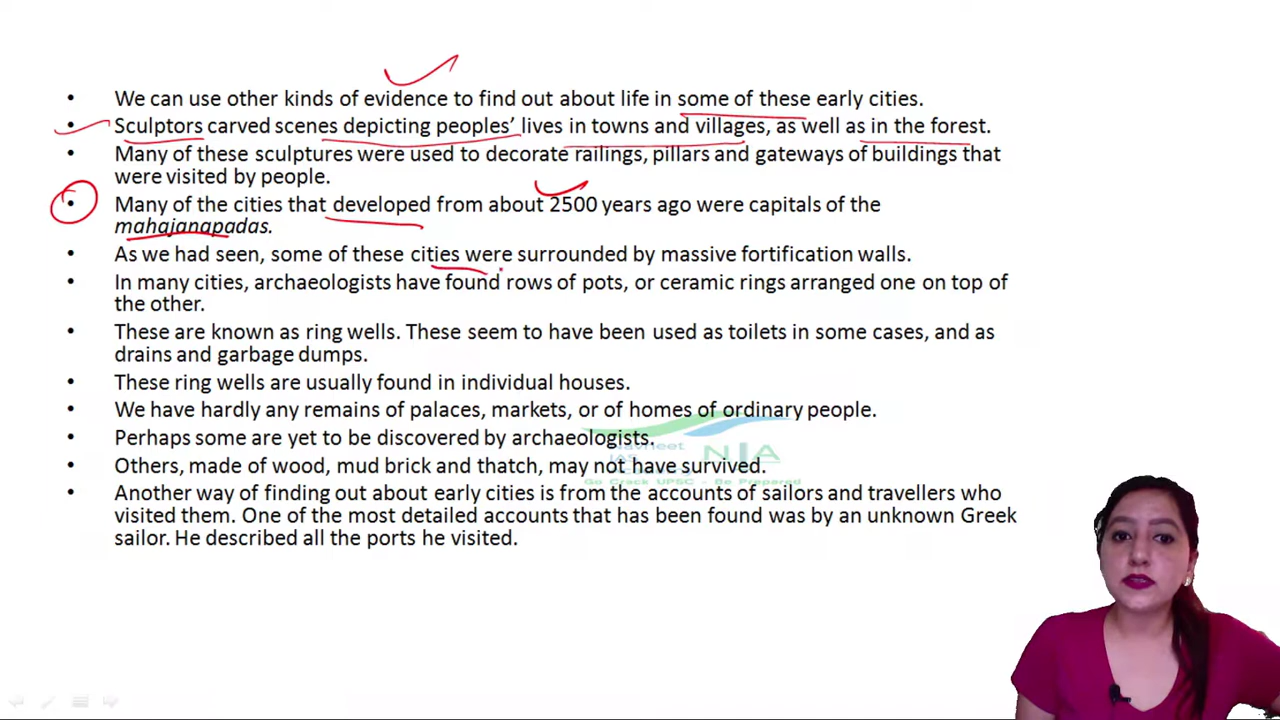 • We can use other kinds of evidence to find out about life in some of these early cities.
• Sculptors carved scenes depicting peoples’ lives in towns and villages, as well as in the forest.
• Many of these sculptures were used to decorate railings, pillars and gateways of buildings that
were visited by people.
• Many of the cities that developed from about 2500 years ago were capitals of the
mahajanapadas.
• As we had seen, some of these cities were surrounded by massive fortification walls.
• In many cities, archaeologists have found rows of pots, or ceramic rings arranged one on top of
the other.
• These are known as ring wells. These seem to have been used as toilets in some cases, and as
drains and garbage dumps.
• These ring wells are usually found in individual houses.
• We have hardly any remains of palaces, markets, or of homes of ordinary people.
• Perhaps some are yet to be discovered by archaeologists.
Navneet
IAS
NIA
• Others, made of wood, mud brick and thatch, may not have survived.
Go Crack UPSC - Be Prepared
• Another way of finding out about early cities is from the accounts of sailors and travellers who
visited them. One of the most detailed accounts that has been found was by an unknown Greek
sailor. He described all the ports he visited.